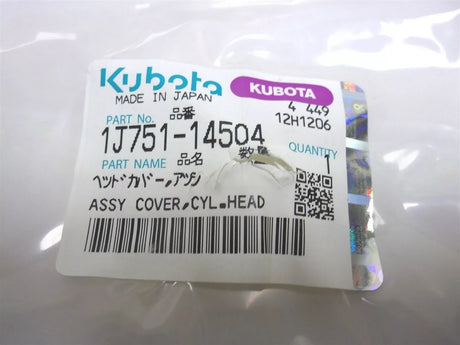 Kubota
KUBOTA
MADE IN JAPAN
4 449
12H1206
品番
PART No.
1J751-14504
品名
数量
QUANTITY
PART NAME
1
ヘッドカバー,アッシ
ASSY COVER,CYL.HEAD